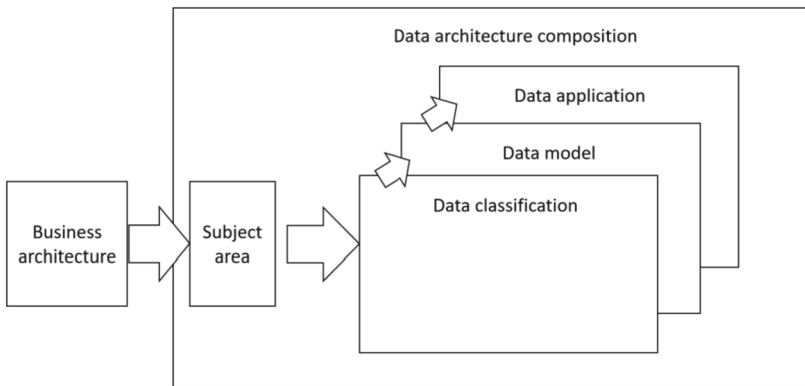 Data architecture composition
Data application
Data model
Data classification
Business
architecture
Subject
area